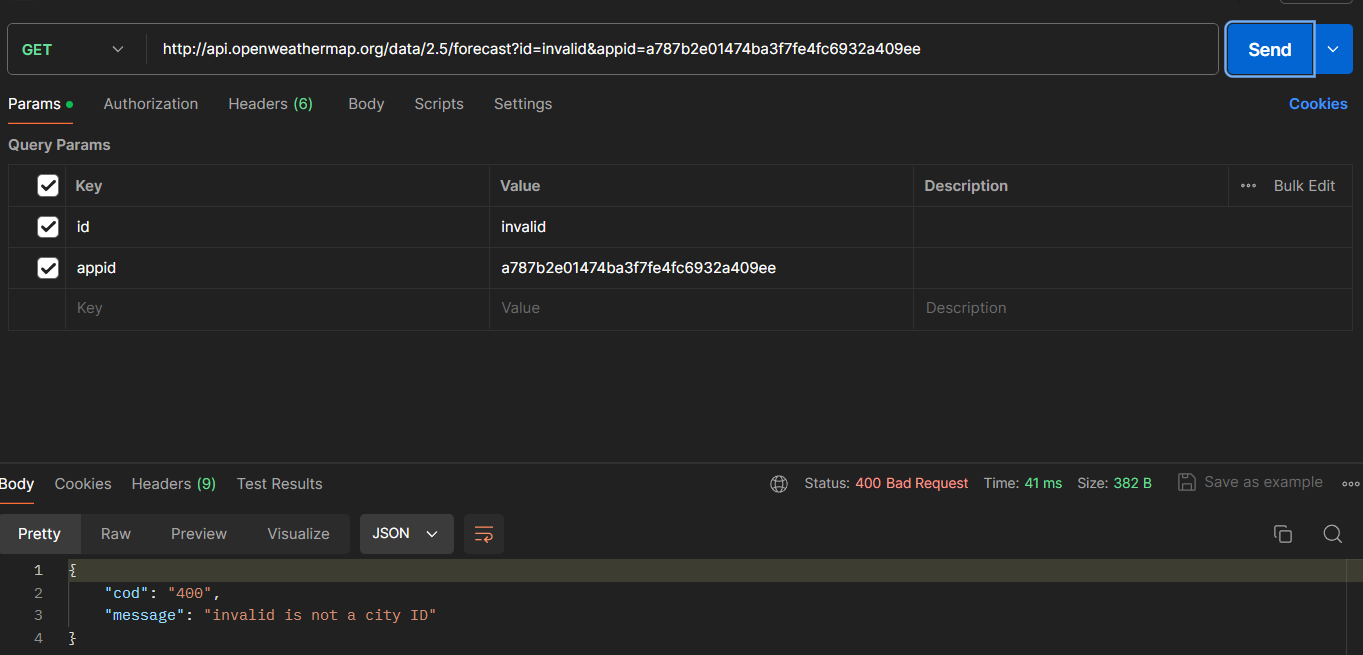 GET http://api.openweathermap.org/data/2.5/forecast?id=invalid&appid=a787b2e01474ba3f7fe4fc6932a409ee Send
Params Authorization Headers (6) Body Scripts Settings Cookies
Query Params
Key Value Description Bulk Edit
id invalid
appid a787b2e01474ba3f7fe4fc6932a409ee
Key Value Description
Body Cookies Headers (9) Test Results Status: 400 Bad Request Time: 41 ms Size: 382 B Save as example
Pretty Raw Preview Visualize JSON
1 {
2 "cod": "400",
3 "message": "invalid is not a city ID"
4 }